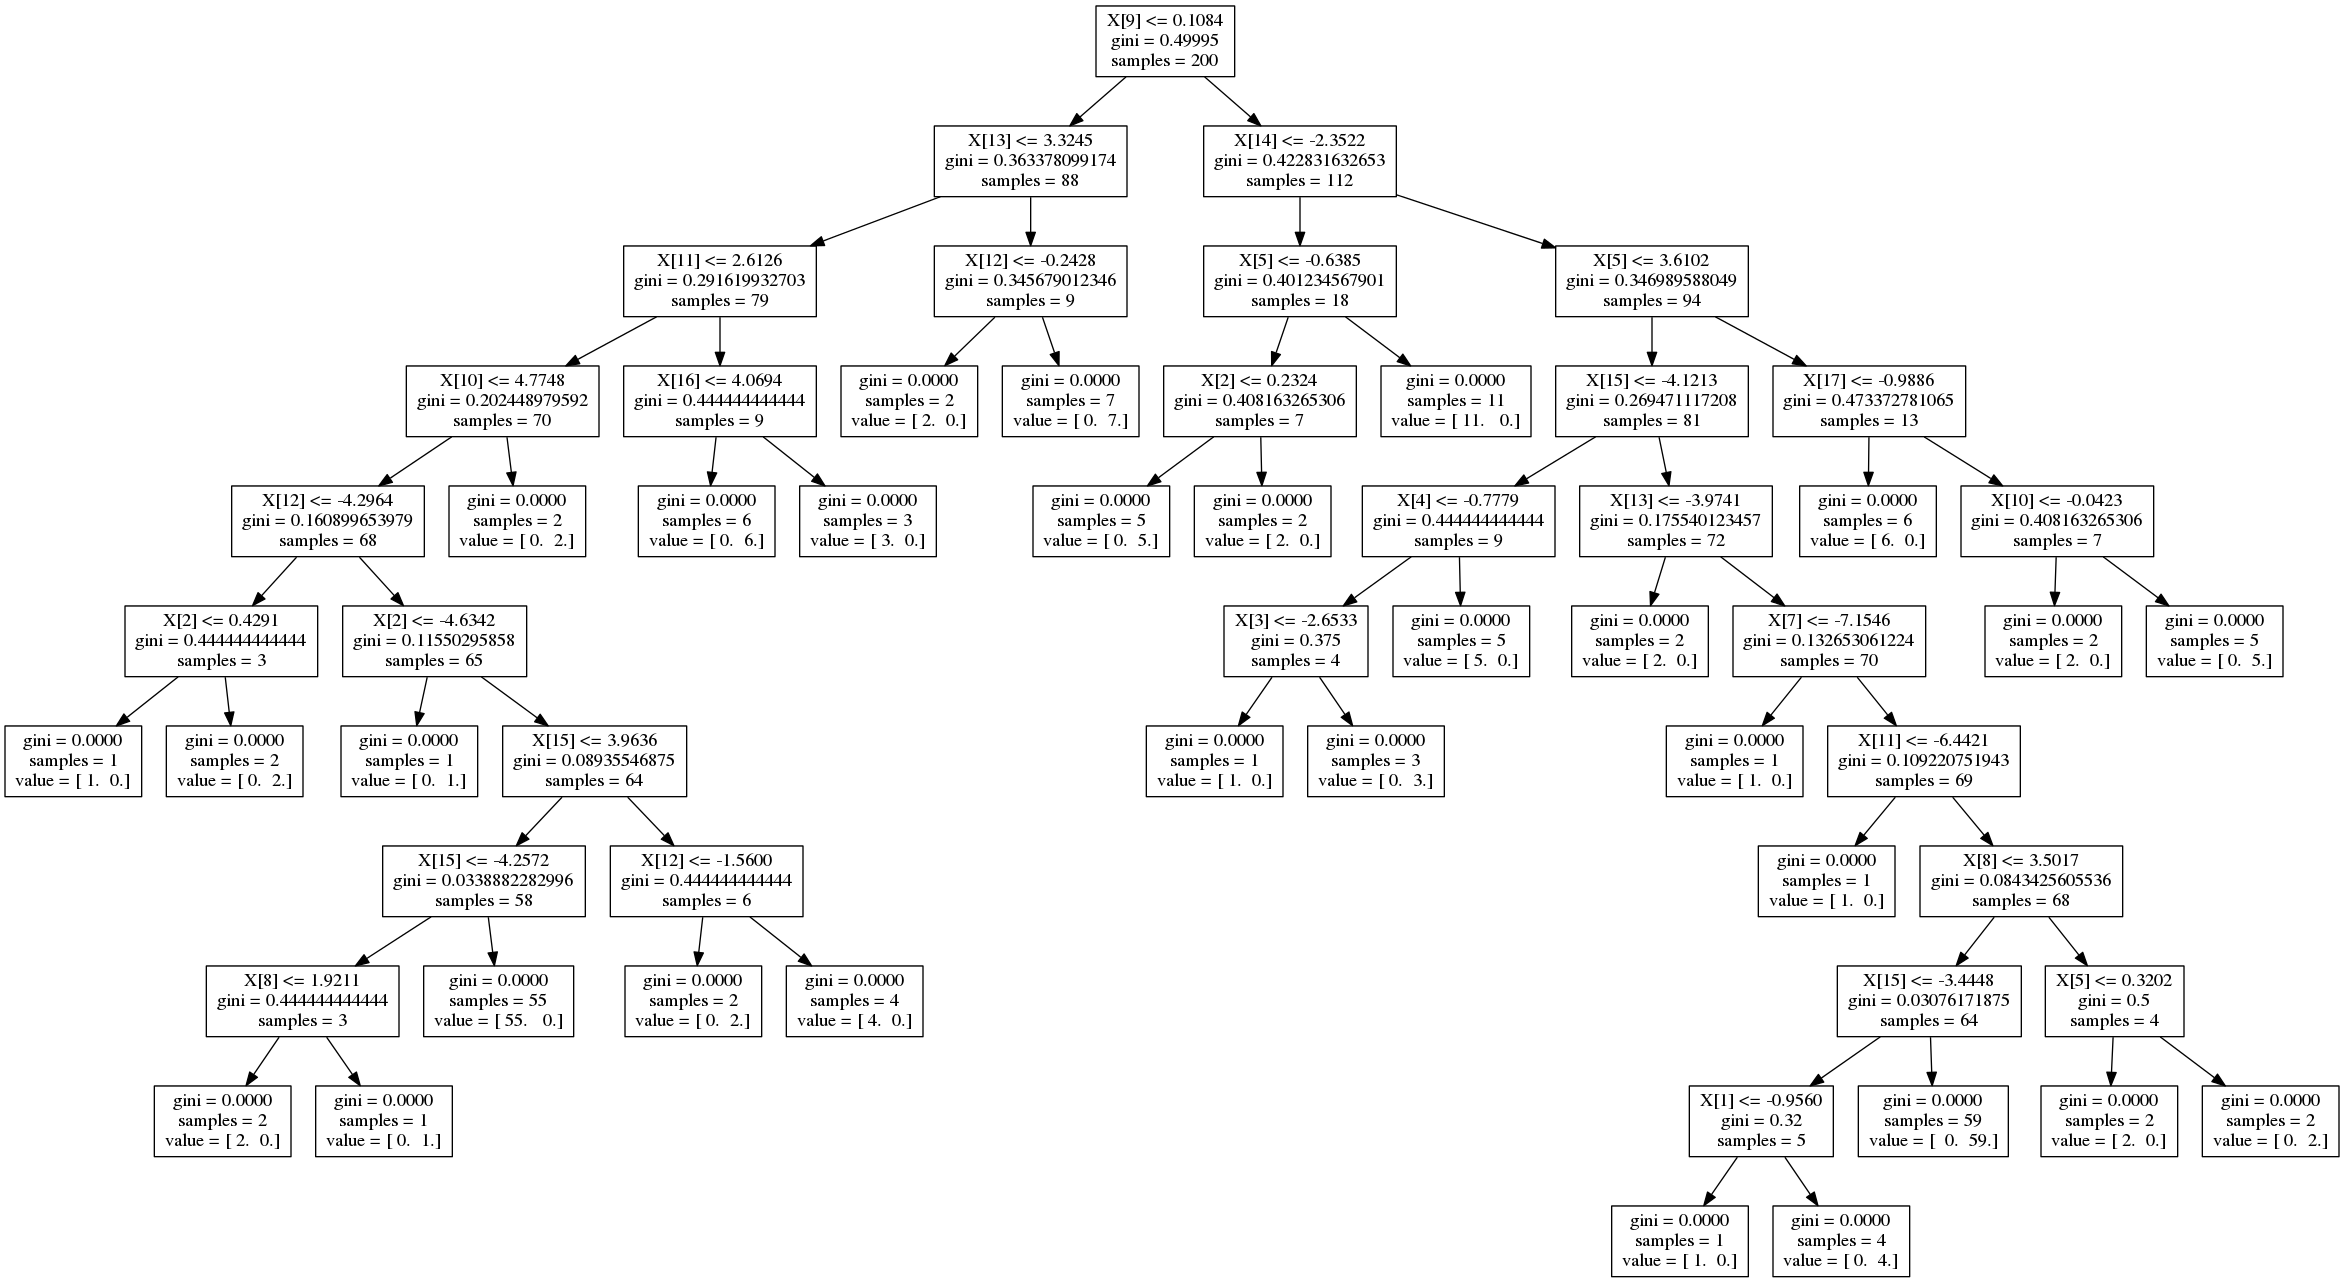 X[9] <= 0.1084
gini = 0.49995
samples = 200
X[13] <= 3.3245
gini = 0.363378099174
samples = 88
X[14] <= -2.3522
gini = 0.422831632653
samples = 112
X[11] <= 2.6126
gini = 0.291619932703
samples = 79
X[12] <= -0.2428
gini = 0.345679012346
samples = 9
X[5] <= -0.6385
gini = 0.401234567901
samples = 18
X[5] <= 3.6102
gini = 0.346989588049
samples = 94
X[10] <= 4.7748
gini = 0.202448979592
samples = 70
X[16] <= 4.0694
gini = 0.444444444444
samples = 9
gini = 0.0000
samples = 2
value = [ 2.  0.]
gini = 0.0000
samples = 7
value = [ 0.  7.]
X[2] <= 0.2324
gini = 0.408163265306
samples = 7
gini = 0.0000
samples = 11
value = [ 11.   0.]
X[15] <= -4.1213
gini = 0.269471117208
samples = 81
X[17] <= -0.9886
gini = 0.473372781065
samples = 13
X[12] <= -4.2964
gini = 0.160899653979
samples = 68
gini = 0.0000
samples = 2
value = [ 0.  2.]
gini = 0.0000
samples = 6
value = [ 0.  6.]
gini = 0.0000
samples = 3
value = [ 3.  0.]
gini = 0.0000
samples = 5
value = [ 0.  5.]
gini = 0.0000
samples = 2
value = [ 2.  0.]
X[4] <= -0.7779
gini = 0.444444444444
samples = 9
X[13] <= -3.9741
gini = 0.175540123457
samples = 72
gini = 0.0000
samples = 6
value = [ 6.  0.]
X[10] <= -0.0423
gini = 0.408163265306
samples = 7
X[2] <= 0.4291
gini = 0.444444444444
samples = 3
X[2] <= -4.6342
gini = 0.11550295858
samples = 65
X[3] <= -2.6533
gini = 0.375
samples = 4
gini = 0.0000
samples = 5
value = [ 5.  0.]
gini = 0.0000
samples = 2
value = [ 2.  0.]
X[7] <= -7.1546
gini = 0.132653061224
samples = 70
gini = 0.0000
samples = 2
value = [ 2.  0.]
gini = 0.0000
samples = 5
value = [ 0.  5.]
gini = 0.0000
samples = 1
value = [ 1.  0.]
gini = 0.0000
samples = 2
value = [ 0.  2.]
gini = 0.0000
samples = 1
value = [ 0.  1.]
X[15] <= 3.9636
gini = 0.08935546875
samples = 64
gini = 0.0000
samples = 1
value = [ 1.  0.]
gini = 0.0000
samples = 3
value = [ 0.  3.]
gini = 0.0000
samples = 1
value = [ 1.  0.]
X[11] <= -6.4421
gini = 0.109220751943
samples = 69
X[15] <= -4.2572
gini = 0.0338882282996
samples = 58
X[12] <= -1.5600
gini = 0.444444444444
samples = 6
gini = 0.0000
samples = 1
value = [ 1.  0.]
X[8] <= 3.5017
gini = 0.0843425605536
samples = 68
X[8] <= 1.9211
gini = 0.444444444444
samples = 3
gini = 0.0000
samples = 55
value = [ 55.   0.]
gini = 0.0000
samples = 2
value = [ 0.  2.]
gini = 0.0000
samples = 4
value = [ 4.  0.]
X[15] <= -3.4448
gini = 0.03076171875
samples = 64
X[5] <= 0.3202
gini = 0.5
samples = 4
gini = 0.0000
samples = 2
value = [ 2.  0.]
gini = 0.0000
samples = 1
value = [ 0.  1.]
X[1] <= -0.9560
gini = 0.32
samples = 5
gini = 0.0000
samples = 59
value = [  0.  59.]
gini = 0.0000
samples = 2
value = [ 2.  0.]
gini = 0.0000
samples = 2
value = [ 0.  2.]
gini = 0.0000
samples = 1
value = [ 1.  0.]
gini = 0.0000
samples = 4
value = [ 0.  4.]